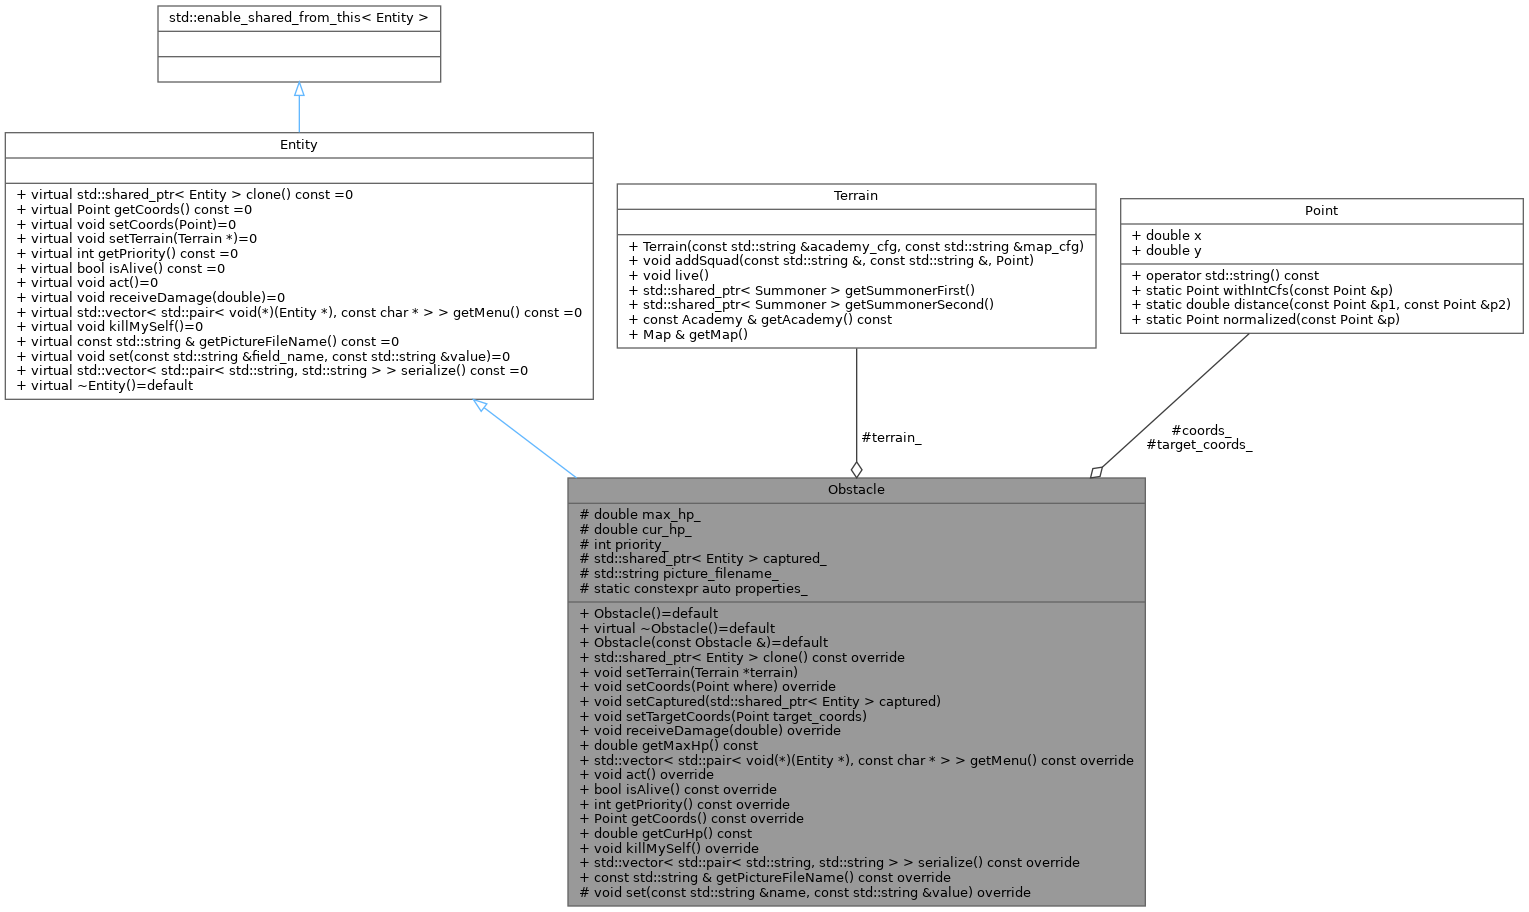 std::enable_shared_from_this< Entity >
Entity
+ virtual std::shared_ptr< Entity > clone() const =0
+ virtual Point getCoords() const =0
+ virtual void setCoords(Point)=0
+ virtual void setTerrain(Terrain *)=0
+ virtual int getPriority() const =0
+ virtual bool isAlive() const =0
+ virtual void act()=0
+ virtual void receiveDamage(double)=0
+ virtual std::vector< std::pair< void(*)(Entity *), const char * > > getMenu() const =0
+ virtual void killMySelf()=0
+ virtual const std::string & getPictureFileName() const =0
+ virtual void set(const std::string &field_name, const std::string &value)=0
+ virtual std::vector< std::pair< std::string, std::string > > serialize() const =0
+ virtual ~Entity()=default
Terrain
+ Terrain(const std::string &academy_cfg, const std::string &map_cfg)
+ void addSquad(const std::string &, const std::string &, Point)
+ void live()
+ std::shared_ptr< Summoner > getSummonerFirst()
+ std::shared_ptr< Summoner > getSummonerSecond()
+ const Academy & getAcademy() const
+ Map & getMap()
Point
+ double x
+ double y
+ operator std::string() const
+ static Point withIntCfs(const Point &p)
+ static double distance(const Point &p1, const Point &p2)
+ static Point normalized(const Point &p)
#terrain_
#coords_
#target_coords_
Obstacle
# double max_hp_
# double cur_hp_
# int priority_
# std::shared_ptr< Entity > captured_
# std::string picture_filename_
# static constexpr auto properties_
+ Obstacle()=default
+ virtual ~Obstacle()=default
+ Obstacle(const Obstacle &)=default
+ std::shared_ptr< Entity > clone() const override
+ void setTerrain(Terrain *terrain)
+ void setCoords(Point where) override
+ void setCaptured(std::shared_ptr< Entity > captured)
+ void setTargetCoords(Point target_coords)
+ void receiveDamage(double) override
+ double getMaxHp() const
+ std::vector< std::pair< void(*)(Entity *), const char * > > getMenu() const override
+ void act() override
+ bool isAlive() const override
+ int getPriority() const override
+ Point getCoords() const override
+ double getCurHp() const
+ void killMySelf() override
+ std::vector< std::pair< std::string, std::string > > serialize() const override
+ const std::string & getPictureFileName() const override
# void set(const std::string &name, const std::string &value) override